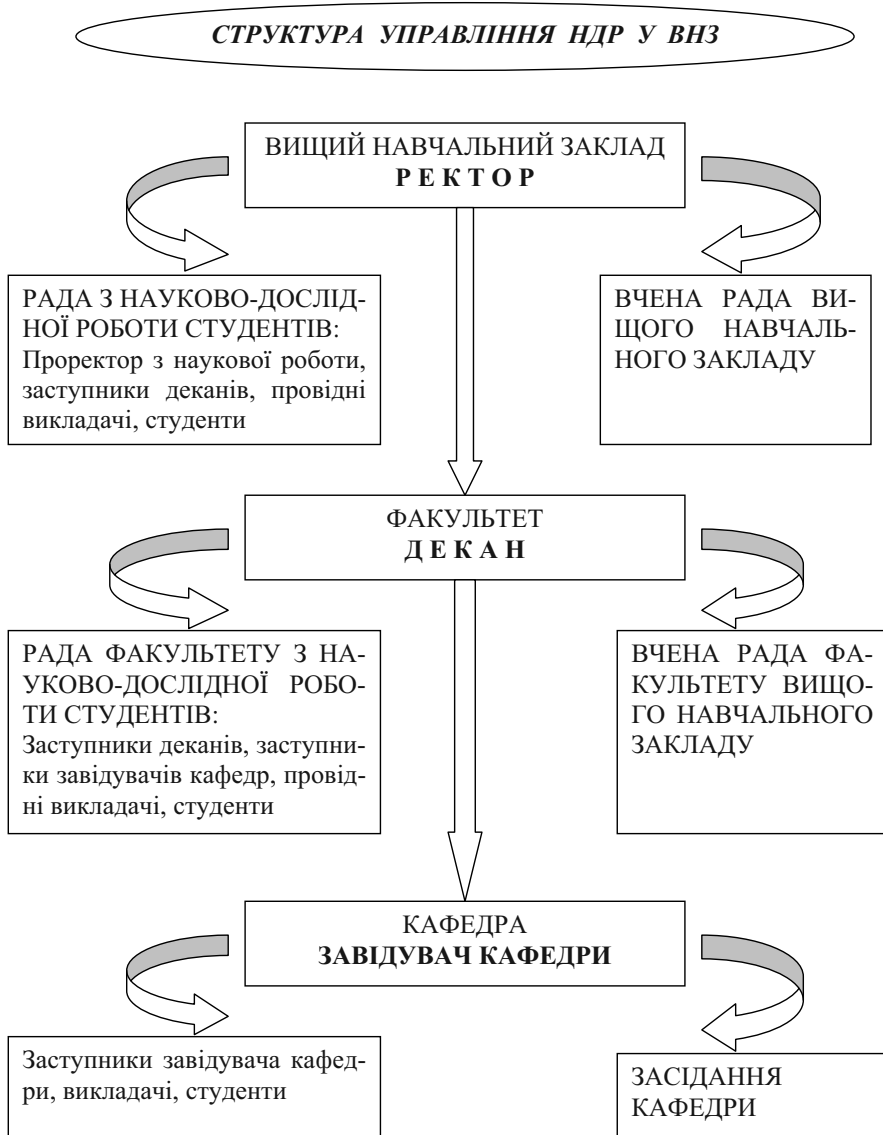 СТРУКТУРА УПРАВЛІННЯ НДР У ВНЗ
ВИЩИЙ НАВЧАЛЬНИЙ ЗАКЛАД
Р Е К Т О Р
РАДА З НАУКОВО-ДОСЛІД-
НОЇ РОБОТИ СТУДЕНТІВ:
Проректор з наукової роботи,
заступники деканів, провідні
викладачі, студенти
ВЧЕНА РАДА ВИ-
ЩОГО НАВЧАЛЬ-
НОГО ЗАКЛАДУ
ФАКУЛЬТЕТ
Д Е К А Н
РАДА ФАКУЛЬТЕТУ З НА-
УКОВО-ДОСЛІДНОЇ РОБО-
ТИ СТУДЕНТІВ:
Заступники деканів, заступни-
ки завідувачів кафедр, провід-
ні викладачі, студенти
ВЧЕНА РАДА ФА-
КУЛЬТЕТУ ВИЩО-
ГО НАВЧАЛЬНОГО
ЗАКЛАДУ
КАФЕДРА
ЗАВІДУВАЧ КАФЕДРИ
Заступники завідувача кафед-
ри, викладачі, студенти
ЗАСІДАННЯ
КАФЕДРИ